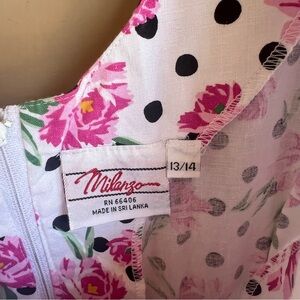 Milanzo
RN 66406
MADE IN SRI LANKA
13/14